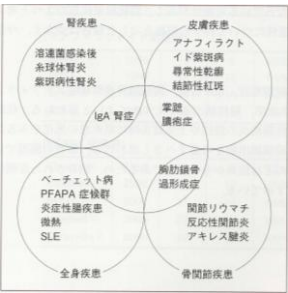 腎疾患
皮膚疾患
溶連菌感染後
糸球体腎炎
紫斑病性腎炎
アナフィラクト
イド紫斑病
尋常性乾癬
結節性紅斑
IgA 腎症
掌蹠
膿疱症
胸肋鎖骨
過形成症
ベーチェット病
PFAPA 症候群
炎症性腸疾患
微熱
SLE
関節リウマチ
反応性関節炎
アキレス腱炎
全身疾患
骨関節疾患